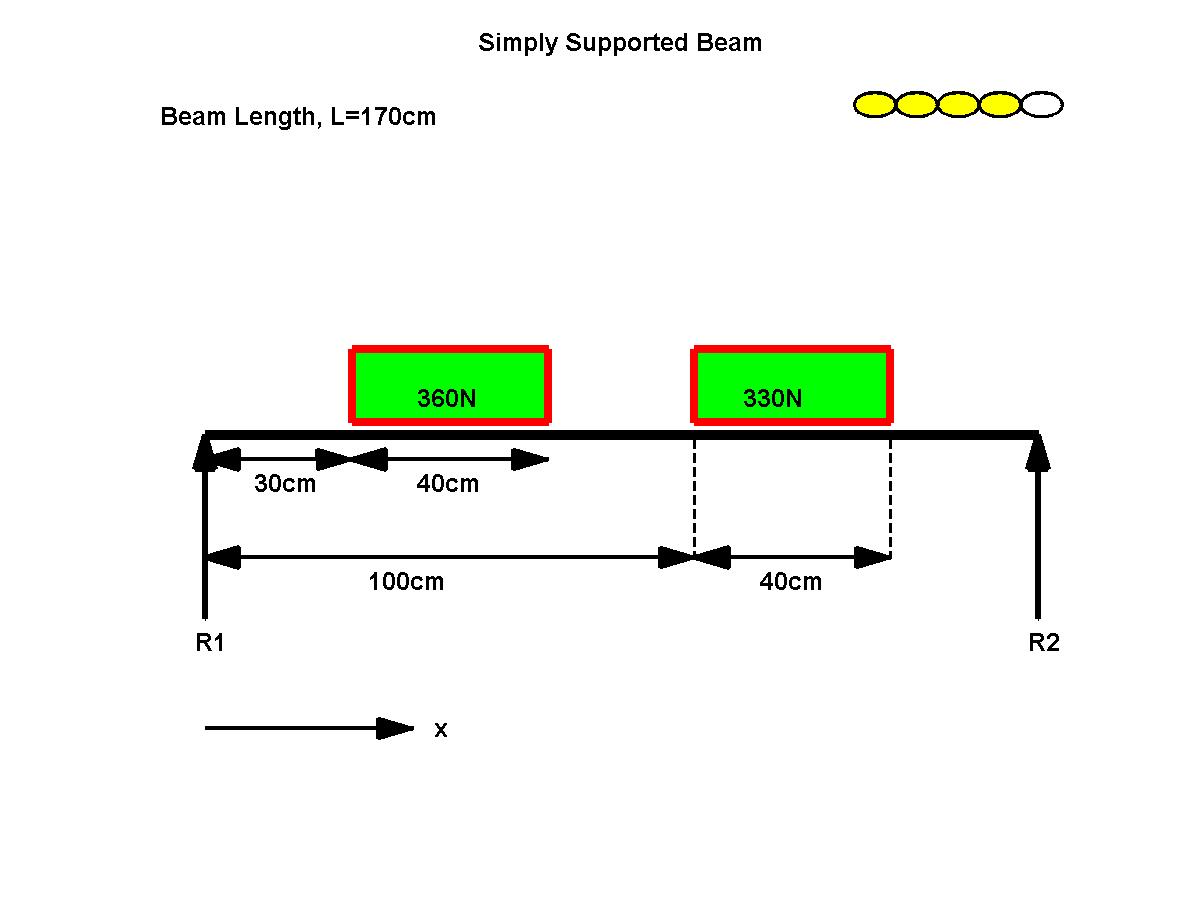 Simply Supported Beam
Beam Length, L=170cm
360N
330N
30cm
40cm
100cm
40cm
R1
R2
x